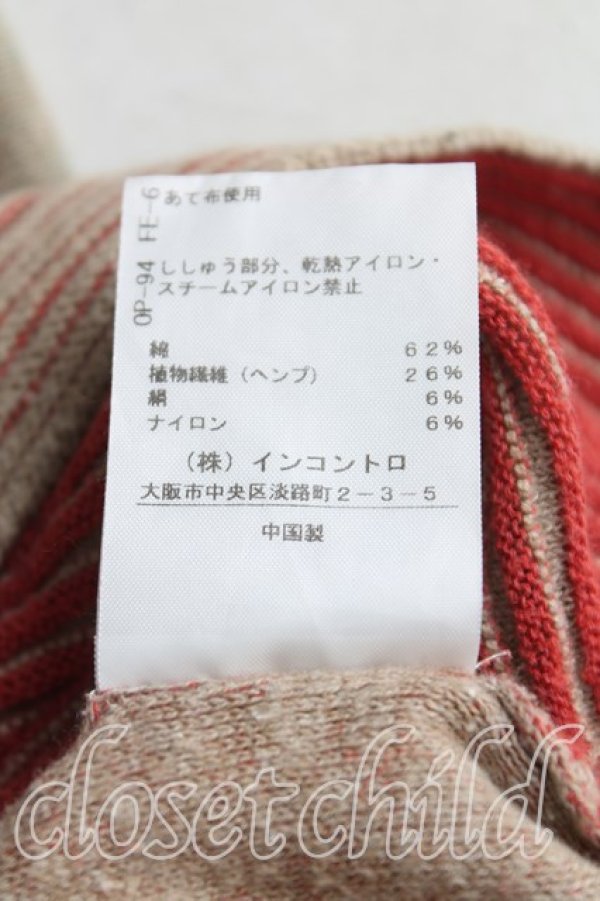 OP-94 FE-6
あて布使用
ししゅう部分、乾熱アイロン・
スチームアイロン禁止
綿 62%
植物繊維（ヘンプ） 26%
絹 6%
ナイロン 6%
（株）インコントロ
大阪市中央区淡路町2-3-5
中国製
closet child